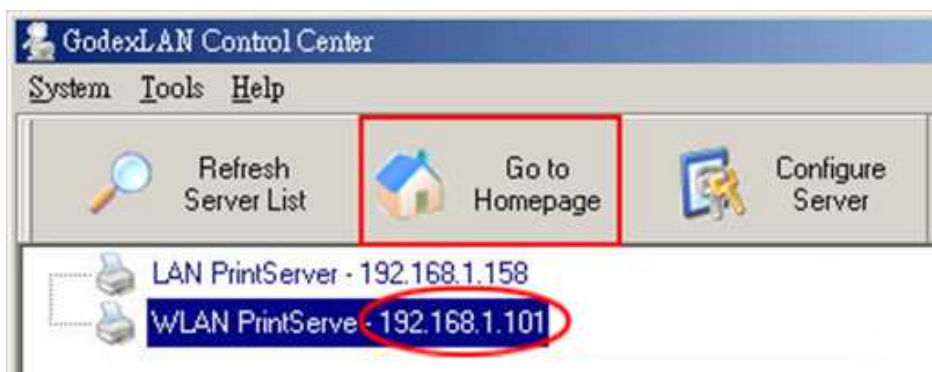 GodexLAN Control Center
System Tools Help
Refresh
Server List
Go to
Homepage
Configure
Server
LAN PrintServer - 192.168.1.158
WLAN PrintServe - 192.168.1.101